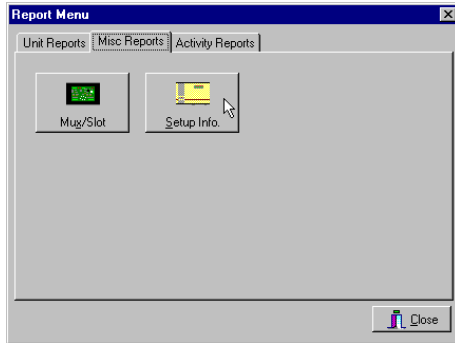 Report Menu
Unit Reports Misc Reports Activity Reports
Mux/Slot Setup Info.
Close